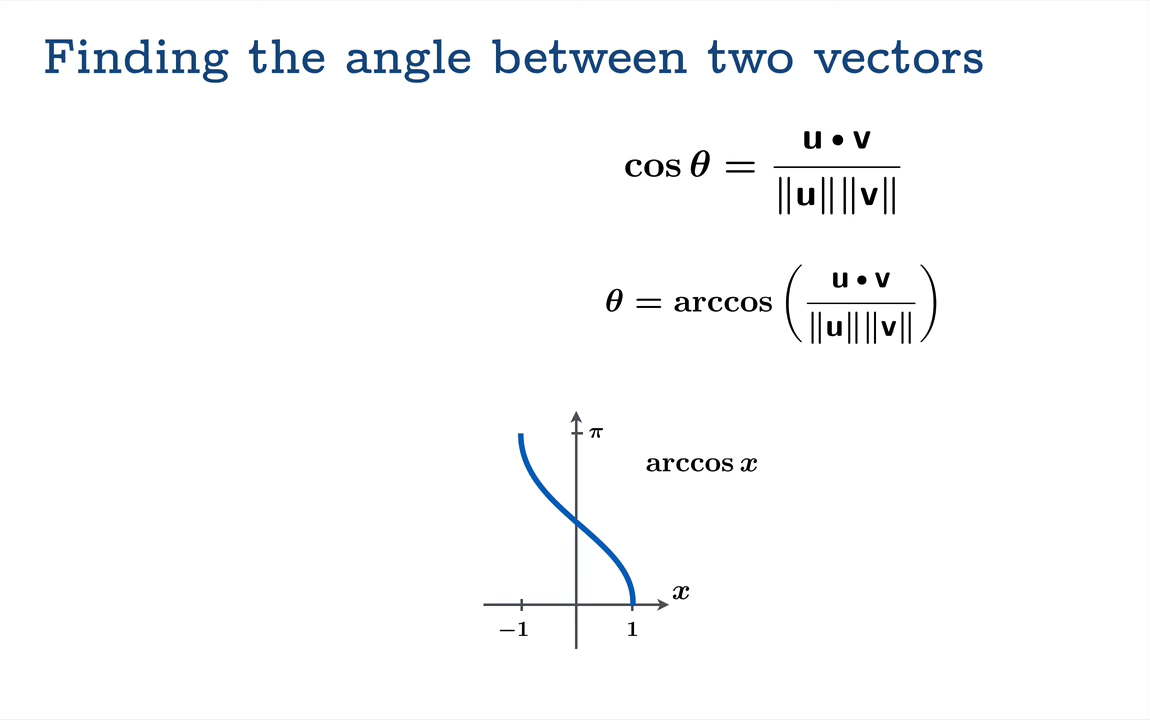 Finding the angle between two vectors
cos θ = u • v / ‖u‖ ‖v‖
θ = arccos ( u • v / ‖u‖ ‖v‖ )
π
arccos x
x
−1 1